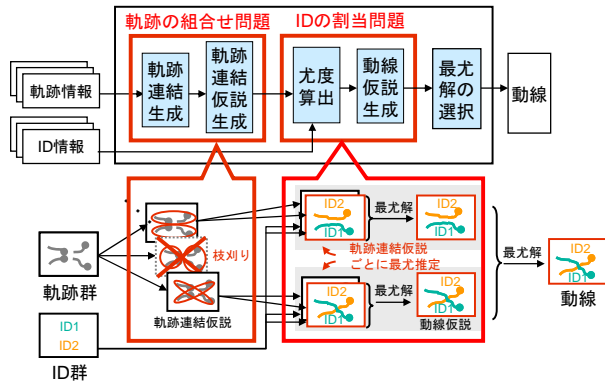 軌跡の組合せ問題
IDの割当問題
軌跡情報
ID情報
軌跡
連結
生成
軌跡
連結
仮説
生成
尤度
算出
動線
仮説
生成
最尤
解の
選択
動線
軌跡群
ID1
ID2
ID群
枝刈り
軌跡連結仮説
ID2
ID1
最尤解
ID2
ID1
軌跡連結仮説
ごとに最尤推定
ID2
ID1
最尤解
ID2
ID1
動線仮説
最尤解
ID2
ID1
動線